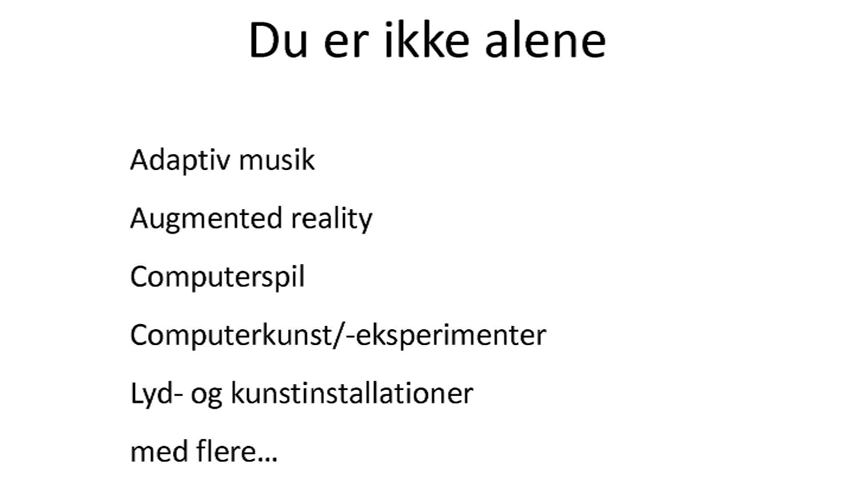 Du er ikke alene
Adaptiv musik
Augmented reality
Computerspil
Computerkunst/-eksperimenter
Lyd- og kunstinstallationer
med flere...